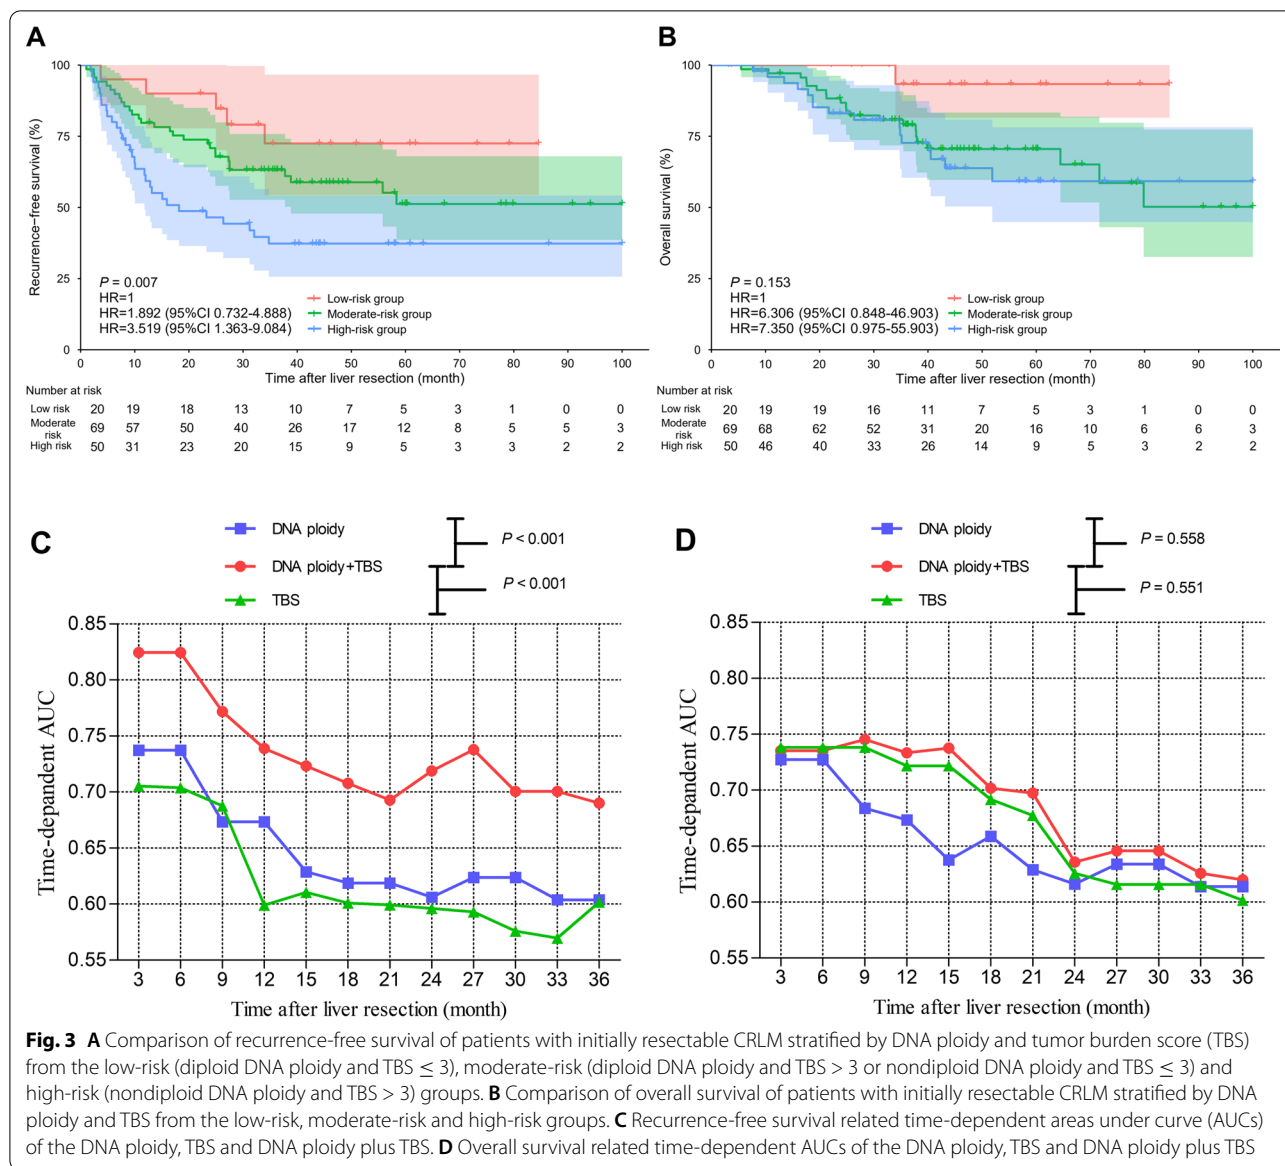 A
100
75
50
25
0
Recurrence−free survival (%)
P = 0.007
HR=1
HR=1.892 (95%CI 0.732-4.888)
HR=3.519 (95%CI 1.363-9.084)
Low-risk group
Moderate-risk group
High-risk group
0 10 20 30 40 50 60 70 80 90 100
Time after liver resection (month)
Number at risk
Low risk 20 19 18 13 10 7 5 3 1 0 0
Moderate risk 69 57 50 40 26 17 12 8 5 5 3
High risk 50 31 23 20 15 9 5 3 3 2 2
B
100
75
50
25
0
Overall survival (%)
P = 0.153
HR=1
HR=6.306 (95%CI 0.848-46.903)
HR=7.350 (95%CI 0.975-55.903)
Low-risk group
Moderate-risk group
High-risk group
0 10 20 30 40 50 60 70 80 90 100
Time after liver resection (month)
Number at risk
Low risk 20 19 19 16 11 7 5 3 1 0 0
Moderate risk 69 68 62 52 31 20 16 10 6 6 3
High risk 50 46 40 33 26 14 9 5 3 2 2
C
DNA ploidy
DNA ploidy+TBS
TBS
P < 0.001
P < 0.001
0.85
0.80
0.75
0.70
0.65
0.60
0.55
Time-depandent AUC
3 6 9 12 15 18 21 24 27 30 33 36
Time after liver resection (month)
D
DNA ploidy
DNA ploidy+TBS
TBS
P = 0.558
P = 0.551
0.85
0.80
0.75
0.70
0.65
0.60
0.55
Time-depandent AUC
3 6 9 12 15 18 21 24 27 30 33 36
Time after liver resection (month)
Fig. 3 A Comparison of recurrence-free survival of patients with initially resectable CRLM stratified by DNA ploidy and tumor burden score (TBS)
from the low-risk (diploid DNA ploidy and TBS ≤ 3), moderate-risk (diploid DNA ploidy and TBS > 3 or nondiploid DNA ploidy and TBS ≤ 3) and
high-risk (nondiploid DNA ploidy and TBS > 3) groups. B Comparison of overall survival of patients with initially resectable CRLM stratified by DNA
ploidy and TBS from the low-risk, moderate-risk and high-risk groups. C Recurrence-free survival related time-dependent areas under curve (AUCs)
of the DNA ploidy, TBS and DNA ploidy plus TBS. D Overall survival related time-dependent AUCs of the DNA ploidy, TBS and DNA ploidy plus TBS